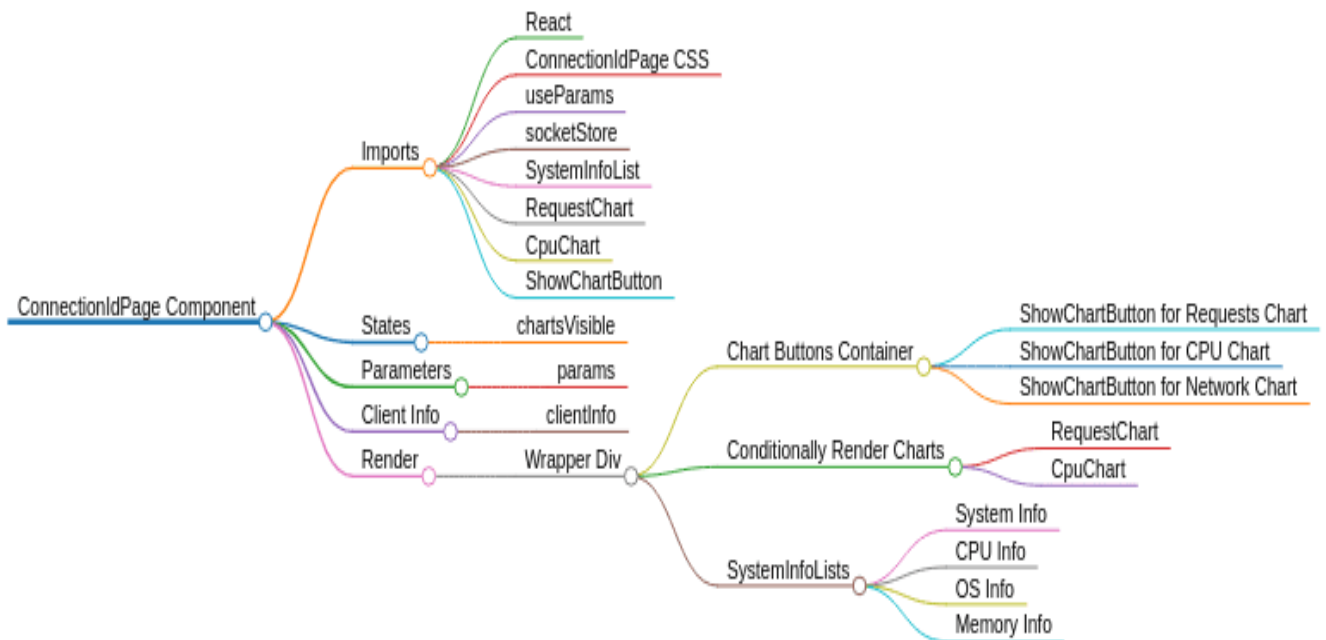 React
ConnectionIdPage CSS
useParams
socketStore
Imports
SystemInfoList
RequestChart
CpuChart
ShowChartButton
ConnectionIdPage Component
States
chartsVisible
Parameters
params
Client Info
clientInfo
Render
Wrapper Div
Chart Buttons Container
ShowChartButton for Requests Chart
ShowChartButton for CPU Chart
ShowChartButton for Network Chart
Conditionally Render Charts
RequestChart
CpuChart
SystemInfoLists
System Info
CPU Info
OS Info
Memory Info